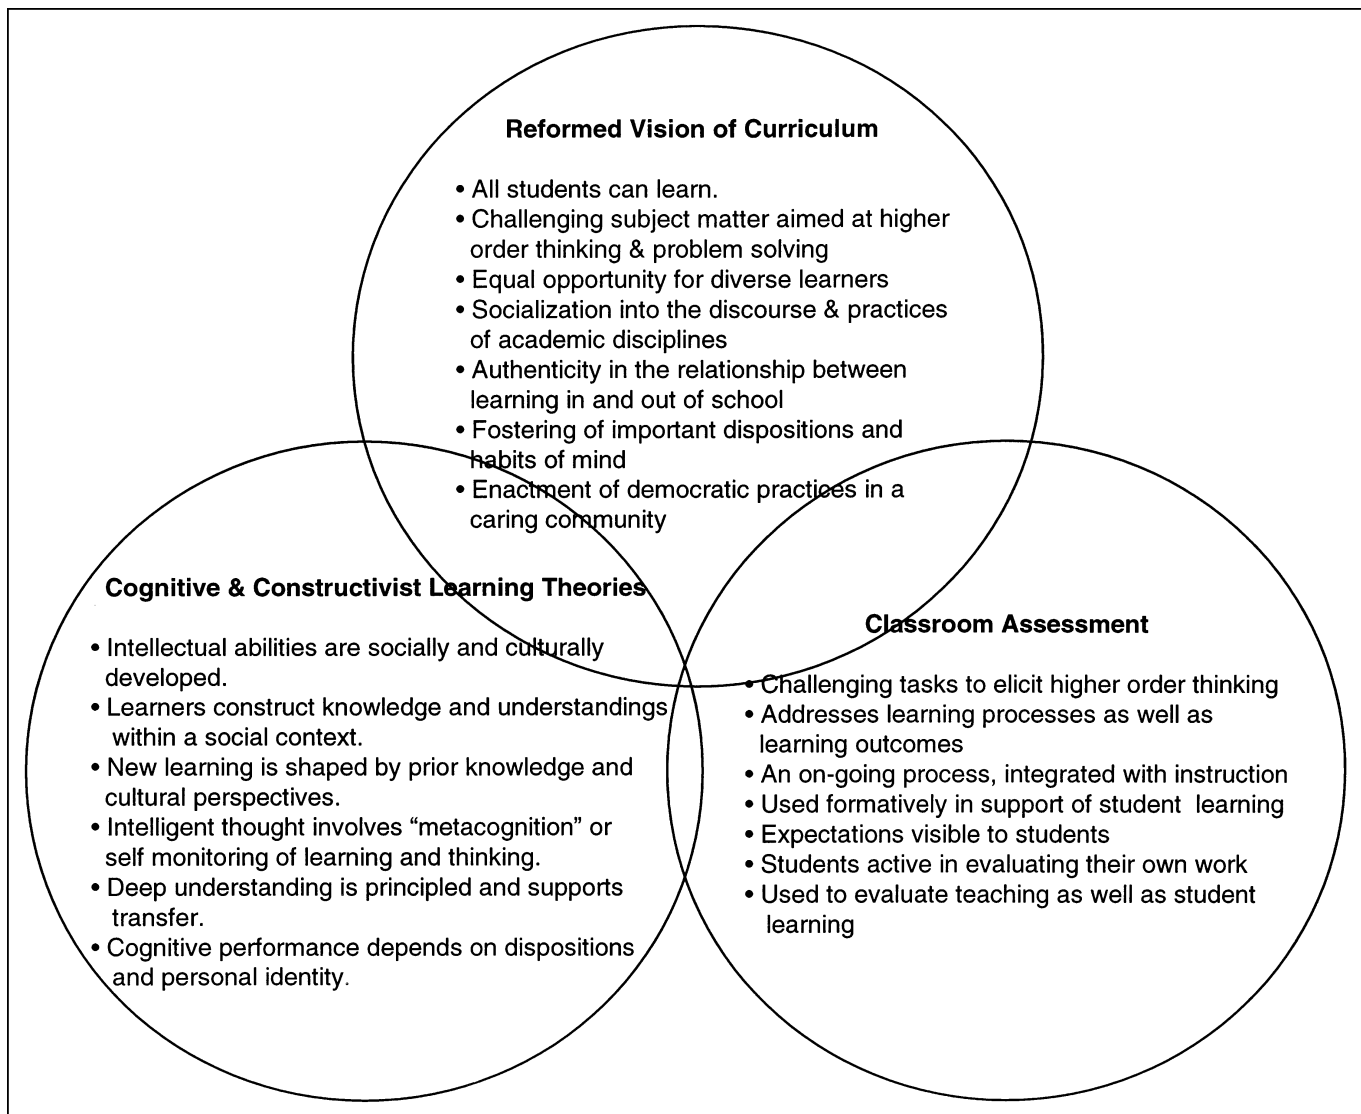 Reformed Vision of Curriculum
• All students can learn.
• Challenging subject matter aimed at higher
order thinking & problem solving
• Equal opportunity for diverse learners
• Socialization into the discourse & practices
of academic disciplines
• Authenticity in the relationship between
learning in and out of school
• Fostering of important dispositions and
habits of mind
• Enactment of democratic practices in a
caring community
Cognitive & Constructivist Learning Theories
• Intellectual abilities are socially and culturally
developed.
• Learners construct knowledge and understandings
within a social context.
• New learning is shaped by prior knowledge and
cultural perspectives.
• Intelligent thought involves “metacognition” or
self monitoring of learning and thinking.
• Deep understanding is principled and supports
transfer.
• Cognitive performance depends on dispositions
and personal identity.
Classroom Assessment
• Challenging tasks to elicit higher order thinking
• Addresses learning processes as well as
learning outcomes
• An on-going process, integrated with instruction
• Used formatively in support of student learning
• Expectations visible to students
• Students active in evaluating their own work
• Used to evaluate teaching as well as student
learning